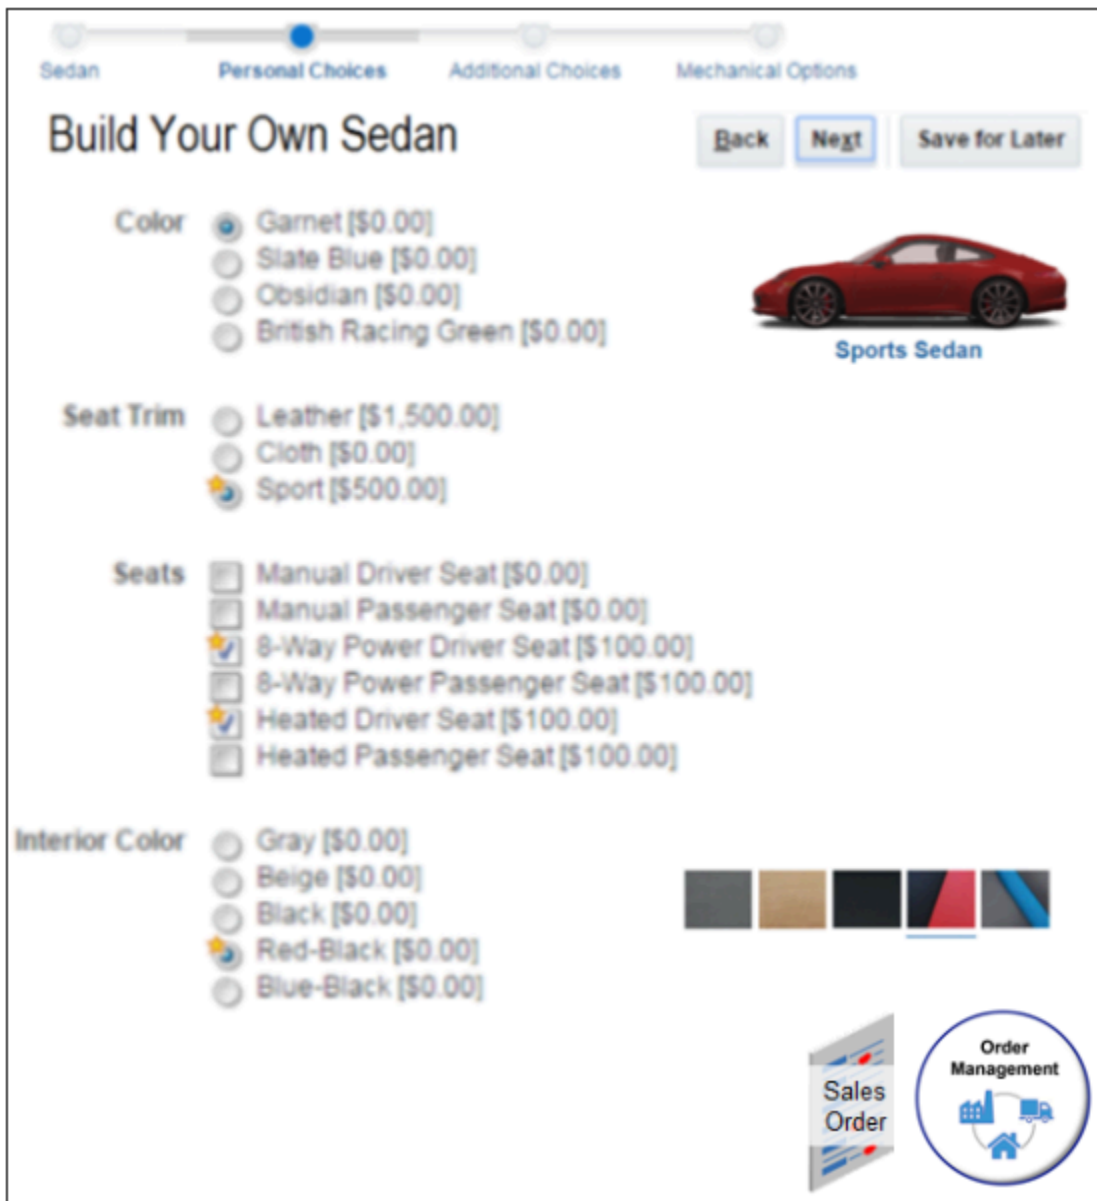 Sedan
Personal Choices
Additional Choices
Mechanical Options
Build Your Own Sedan
Back
Next
Save for Later
Color
Garnet [$0.00]
Slate Blue [$0.00]
Obsidian [$0.00]
British Racing Green [$0.00]
Sports Sedan
Seat Trim
Leather [$1,500.00]
Cloth [$0.00]
Sport [$500.00]
Seats
Manual Driver Seat [$0.00]
Manual Passenger Seat [$0.00]
8-Way Power Driver Seat [$100.00]
8-Way Power Passenger Seat [$100.00]
Heated Driver Seat [$100.00]
Heated Passenger Seat [$100.00]
Interior Color
Gray [$0.00]
Beige [$0.00]
Black [$0.00]
Red-Black [$0.00]
Blue-Black [$0.00]
Sales
Order
Order
Management